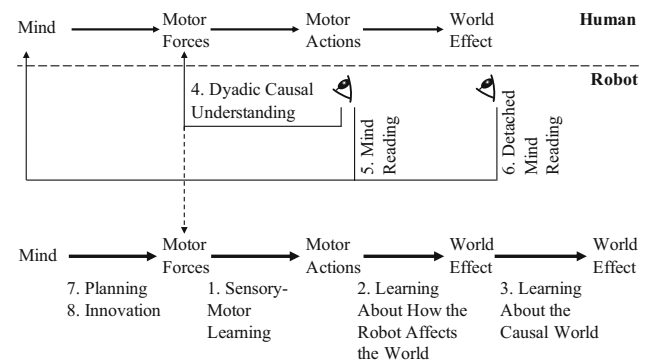 Human
Mind
Motor
Forces
Motor
Actions
World
Effect
Robot
4. Dyadic Causal
Understanding
5. Mind
Reading
6. Detached
Mind
Reading
Mind
Motor
Forces
Motor
Actions
World
Effect
World
Effect
7. Planning
8. Innovation
1. Sensory-
Motor
Learning
2. Learning
About How the
Robot Affects
the World
3. Learning
About the
Causal World